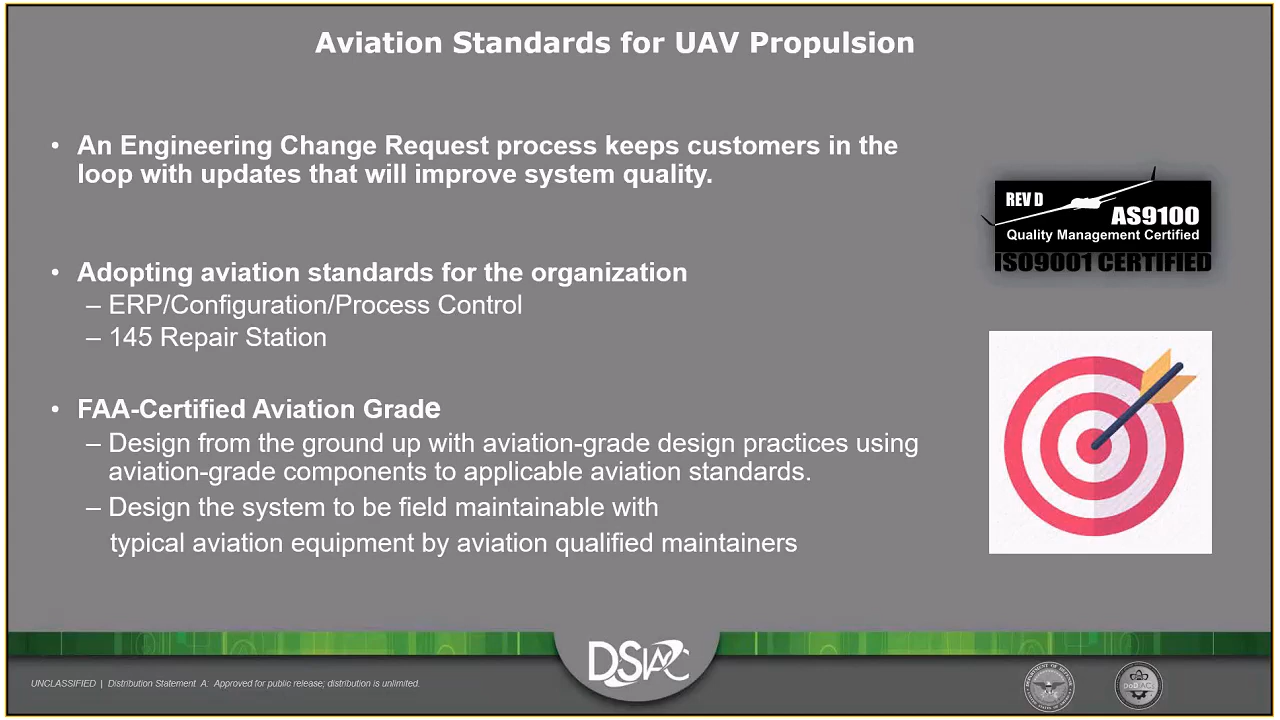 Aviation Standards for UAV Propulsion
• An Engineering Change Request process keeps customers in the
loop with updates that will improve system quality.
• Adopting aviation standards for the organization
– ERP/Configuration/Process Control
– 145 Repair Station
• FAA-Certified Aviation Grade
– Design from the ground up with aviation-grade design practices using
aviation-grade components to applicable aviation standards.
– Design the system to be field maintainable with
typical aviation equipment by aviation qualified maintainers
REV D
AS9100
Quality Management Certified
ISO9001 CERTIFIED
DSIAC
UNCLASSIFIED | Distribution Statement A: Approved for public release; distribution is unlimited.